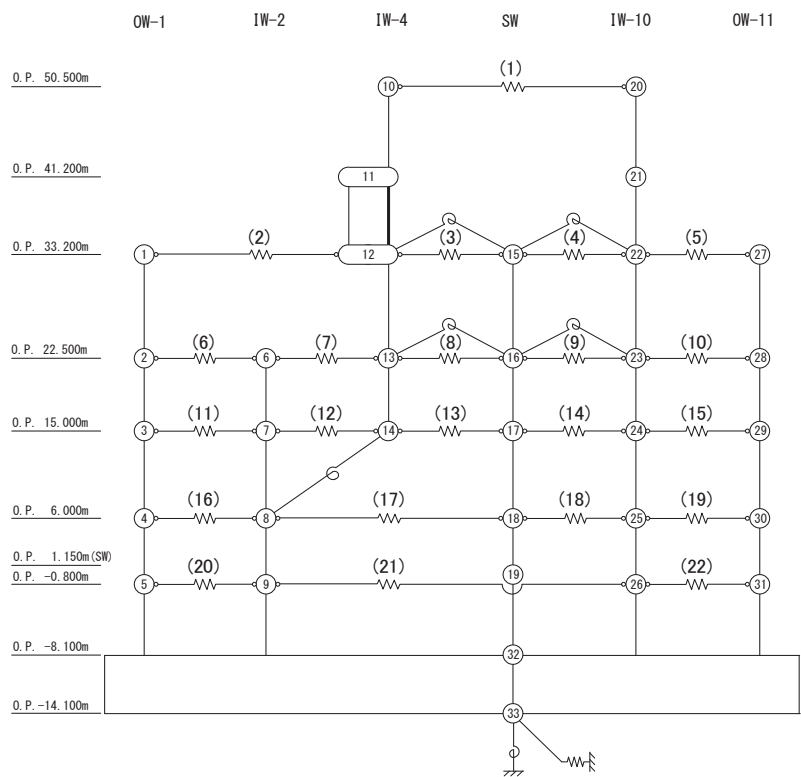 OW-1 IW-2 IW-4 SW IW-10 OW-11
(1)
O.P. 50.500m 10 20
O.P. 41.200m 11 21
(2) (3) (4) (5)
O.P. 33.200m 1 12 15 22 27
(6) (7) (8) (9) (10)
O.P. 22.500m 2 6 13 16 23 28
(11) (12) (13) (14) (15)
O.P. 15.000m 3 7 14 17 24 29
(16) (17) (18) (19)
O.P. 6.000m 4 8 18 25 30
O.P. 1.150m(SW) 19
(20) (21) (22)
O.P. -0.800m 5 9 26 31
O.P. -8.100m 32
O.P.-14.100m 33